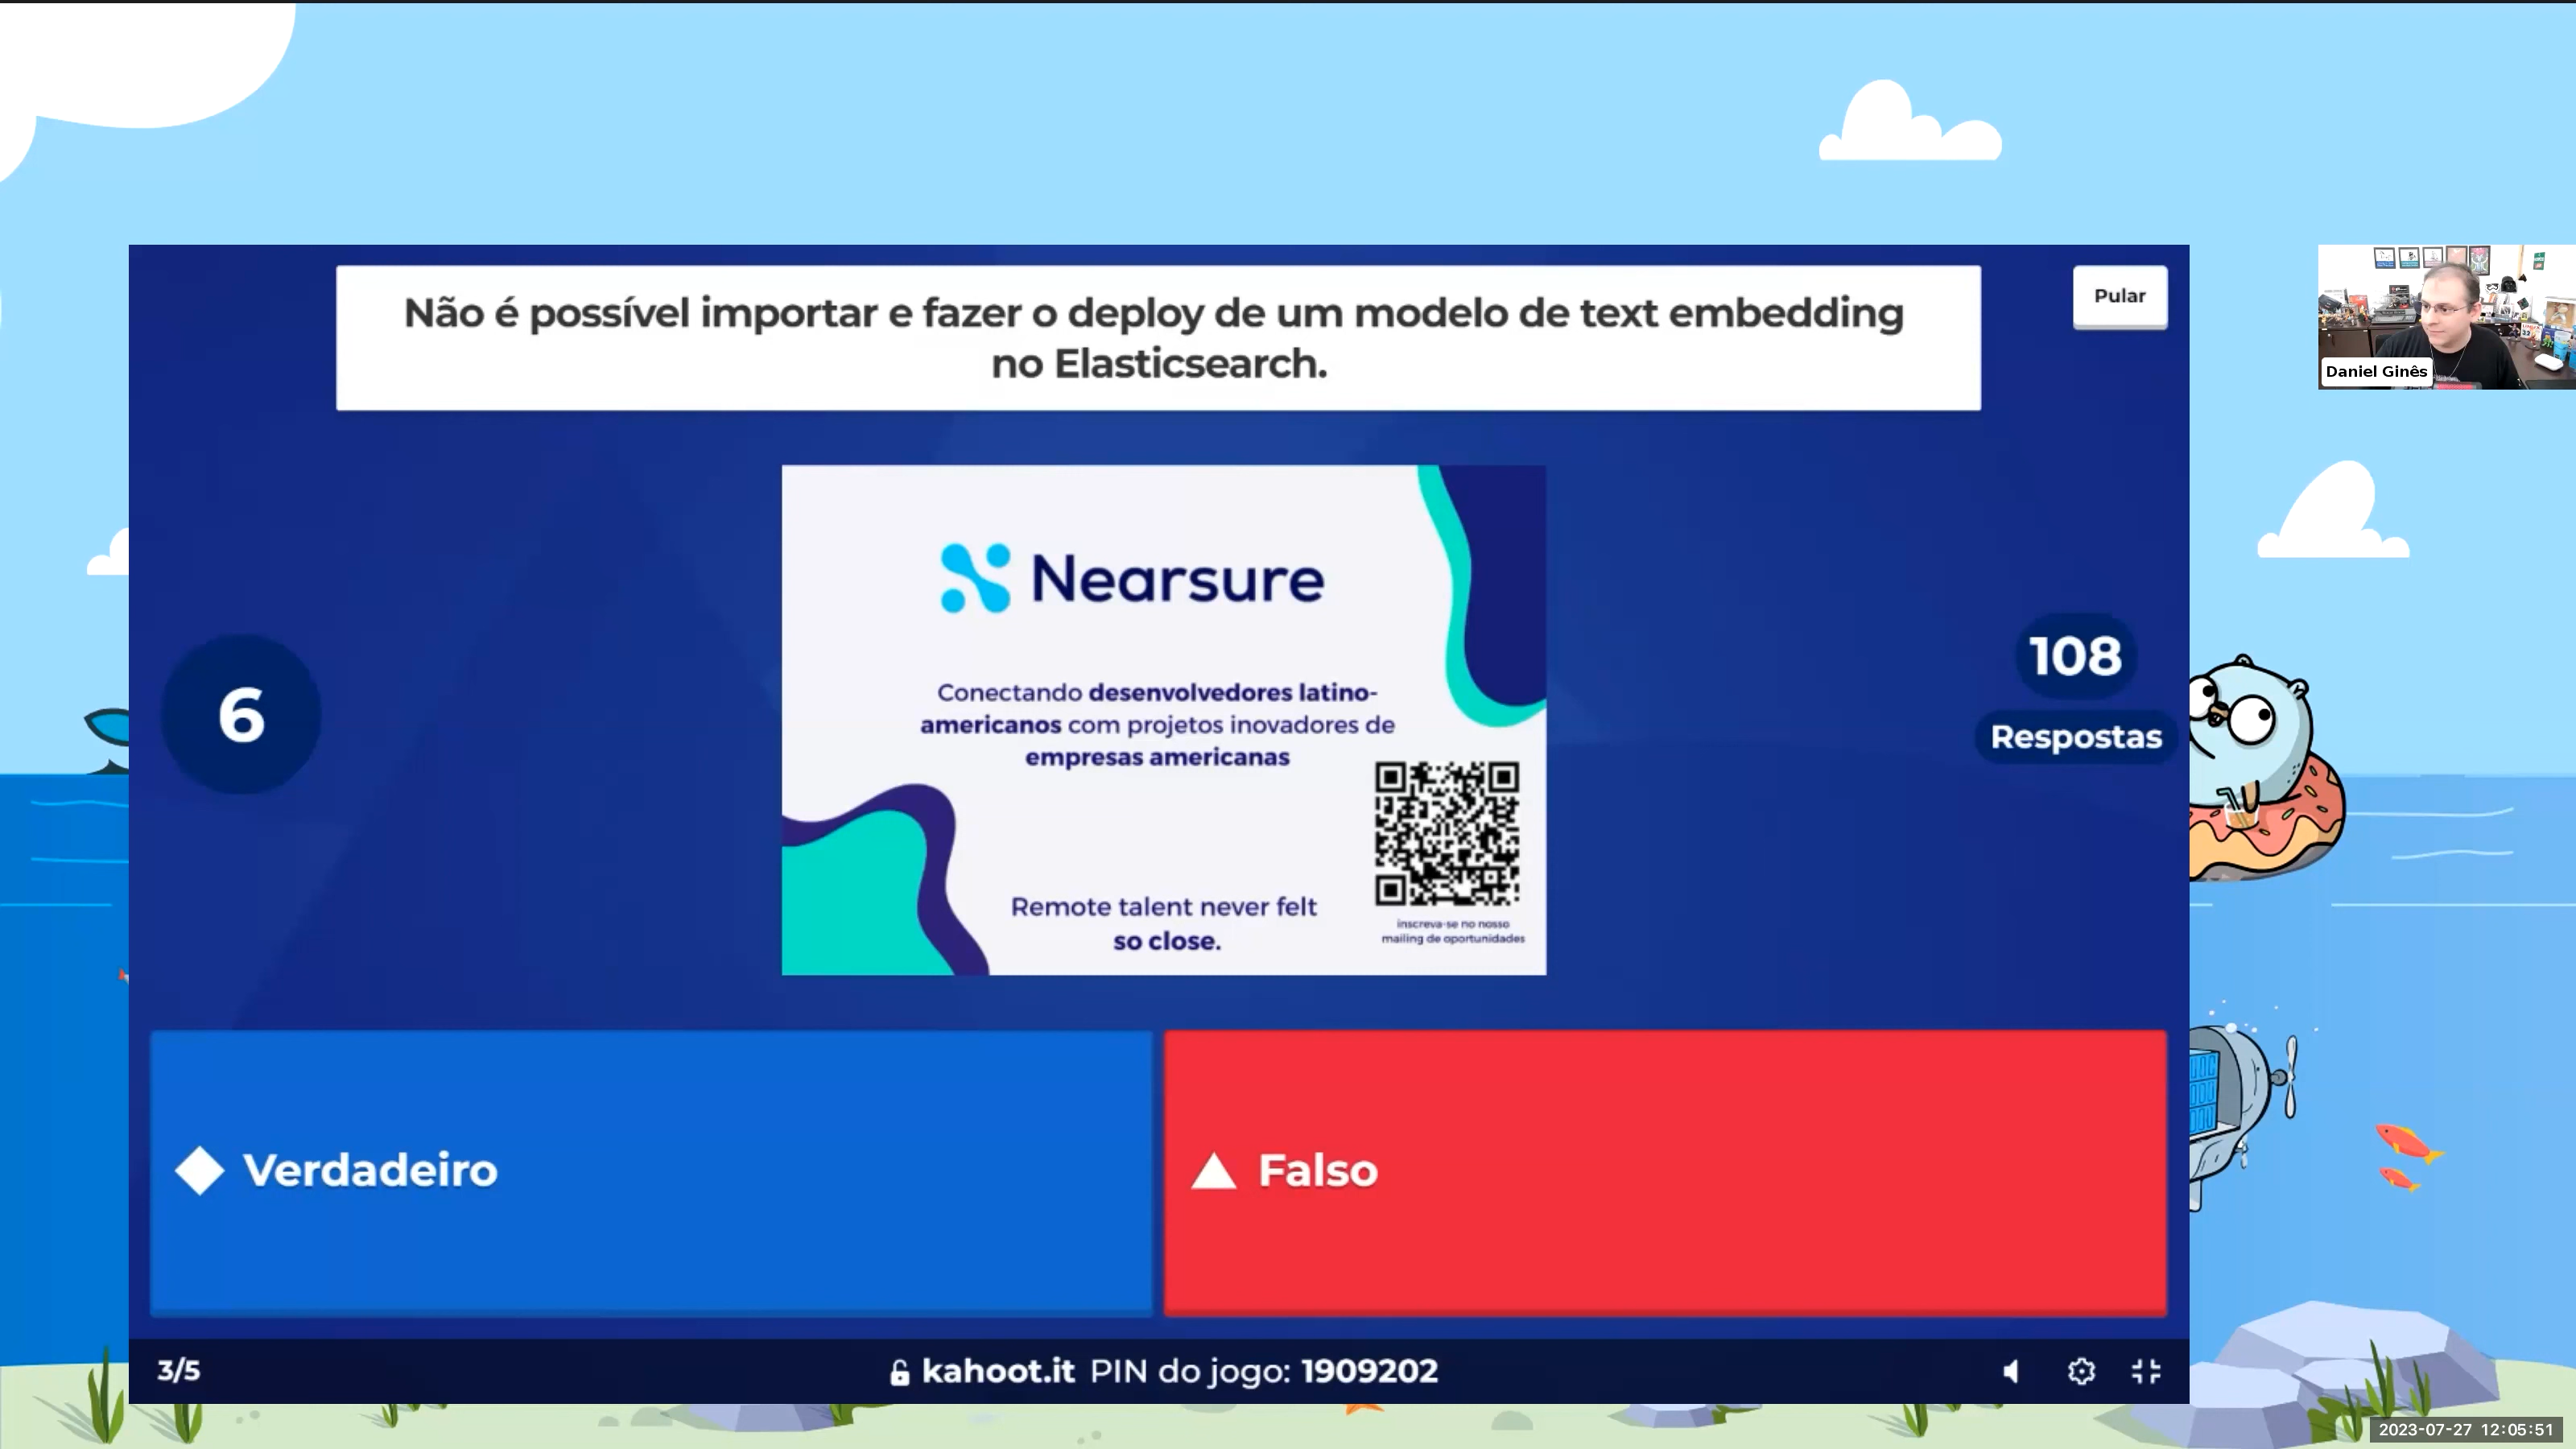 Não é possível importar e fazer o deploy de um modelo de text embedding
no Elasticsearch.
Pular
Daniel Ginês
Nearsure
Conectando desenvolvedores latino-
americanos com projetos inovadores de
empresas americanas
6
108
Respostas
Remote talent never felt
so close.
inscreva-se no nosso
mailing de oportunidades
Verdadeiro
Falso
3/5
kahoot.it PIN do jogo: 1909202
2023-07-27 12:05:51